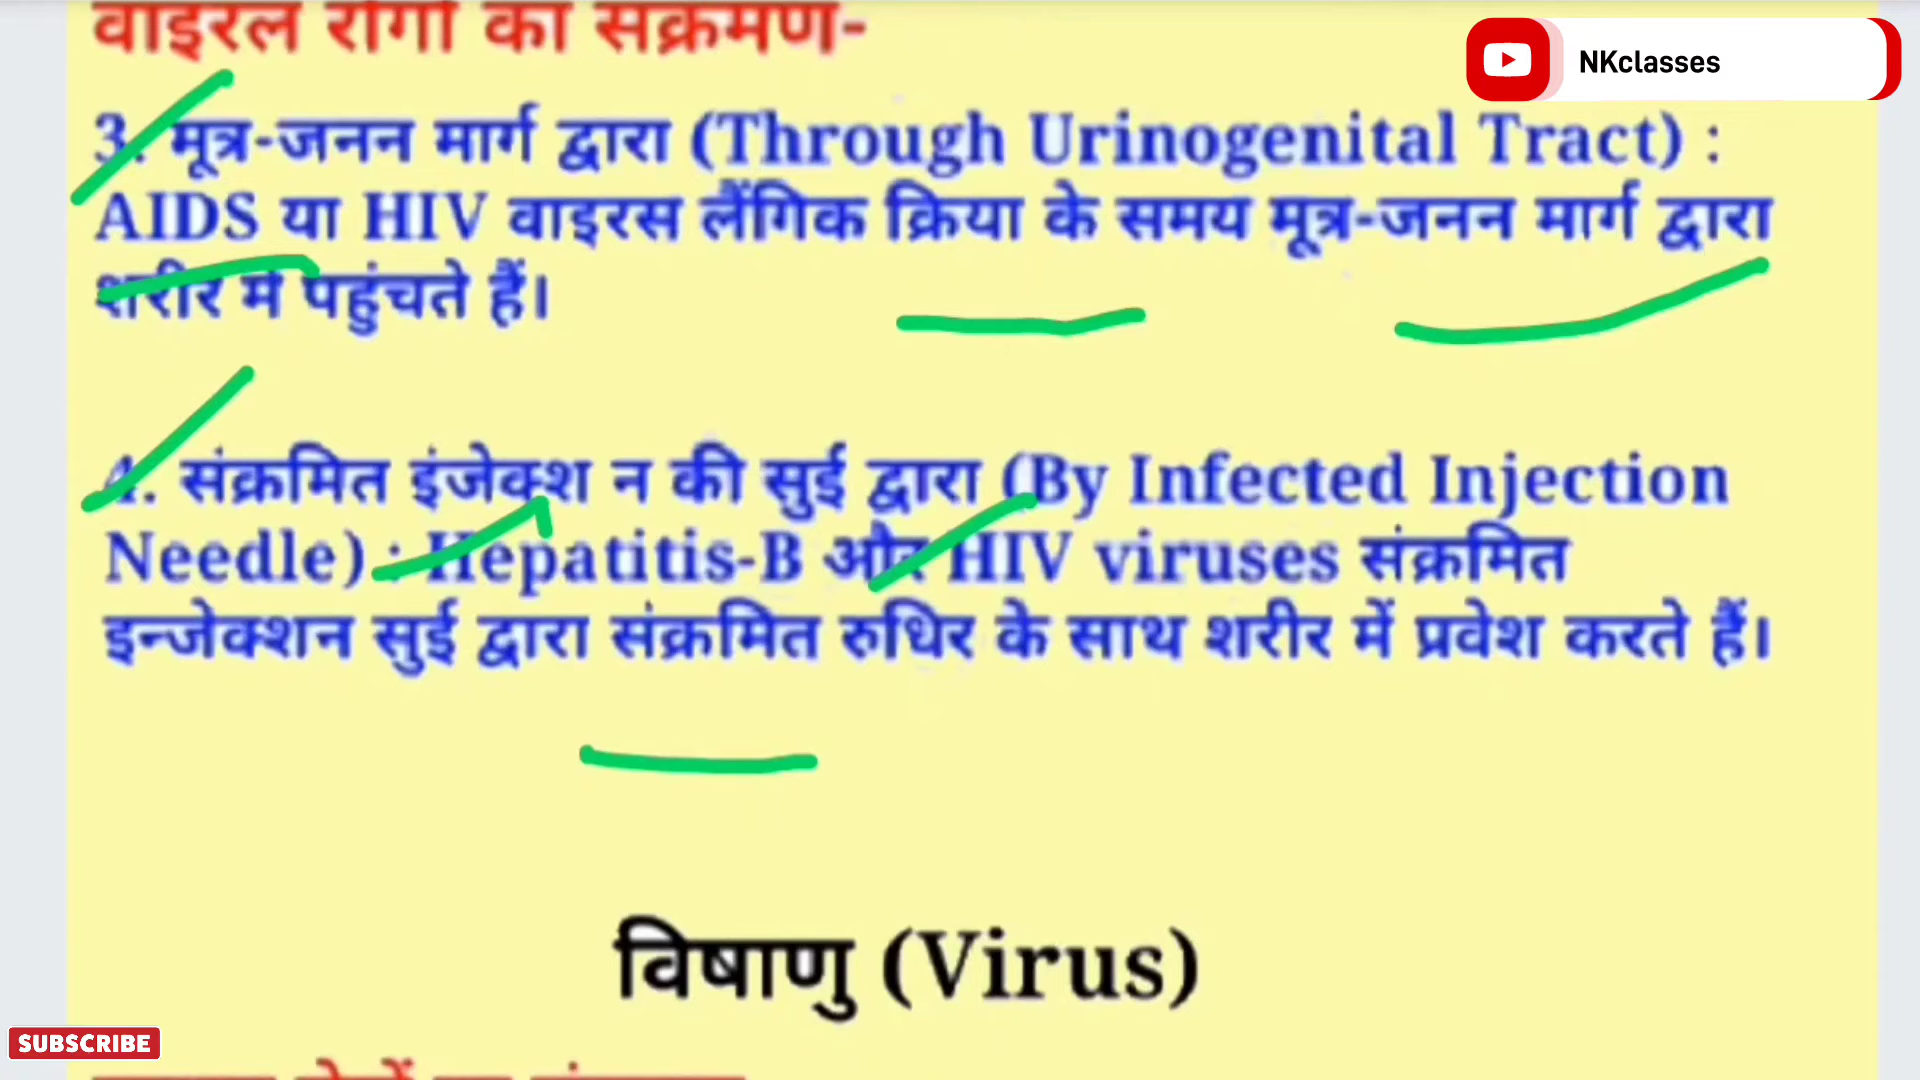 वाइरल रोगों का संक्रमण-
NKclasses
3. मूत्र-जनन मार्ग द्वारा (Through Urinogenital Tract) :
AIDS या HIV वाइरस लैंगिक क्रिया के समय मूत्र-जनन मार्ग द्वारा
शरीर में पहुंचते हैं।
4. संक्रमित इंजेक्श न की सुई द्वारा (By Infected Injection
Needle) : Hepatitis-B और HIV viruses संक्रमित
इन्जेक्शन सुई द्वारा संक्रमित रुधिर के साथ शरीर में प्रवेश करते हैं।
विषाणु (Virus)
SUBSCRIBE